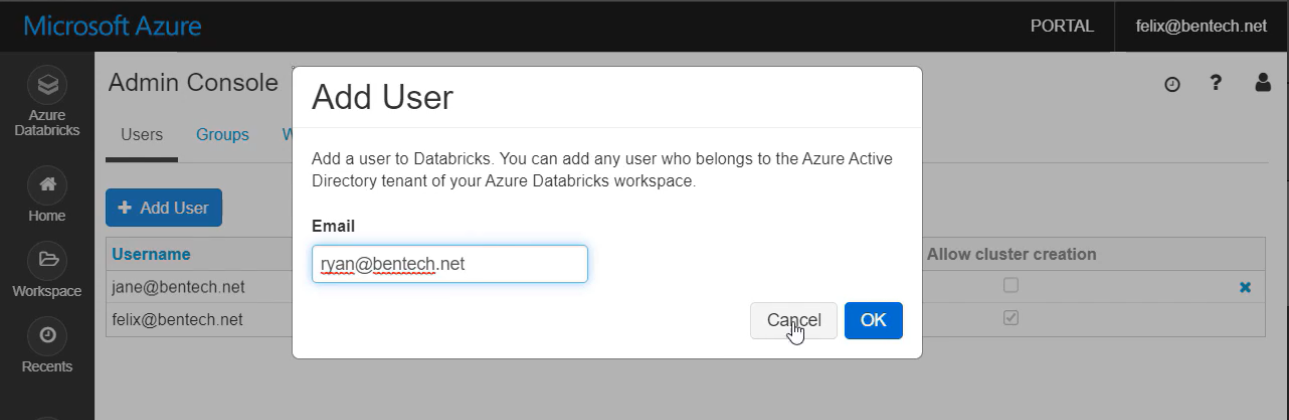 Microsoft Azure
PORTAL
felix@bentech.net
Azure
Databricks
Home
Workspace
Recents
Admin Console
?
Users
Groups
W
+ Add User
Username
Allow cluster creation
jane@bentech.net
felix@bentech.net
Add User
Add a user to Databricks. You can add any user who belongs to the Azure Active
Directory tenant of your Azure Databricks workspace.
Email
ryan@bentech.net
Cancel
OK